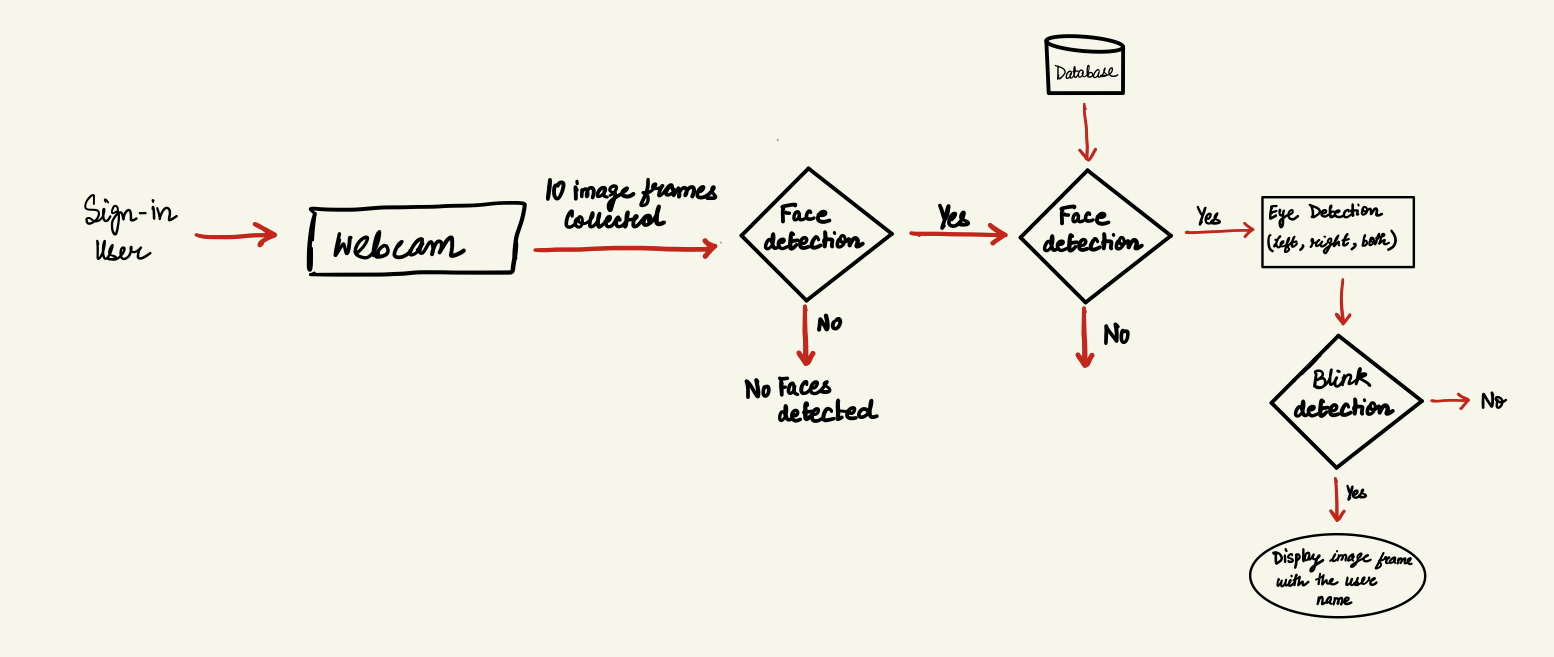 Database
Sign-in
User
Webcam
10 image frames
Collected
Face
detection
No
No Faces
detected
Yes
Face
detection
No
Yes
Eye Detection
(Left, right, both)
Blink
detection
No
Yes
Display image frame
with the user
name